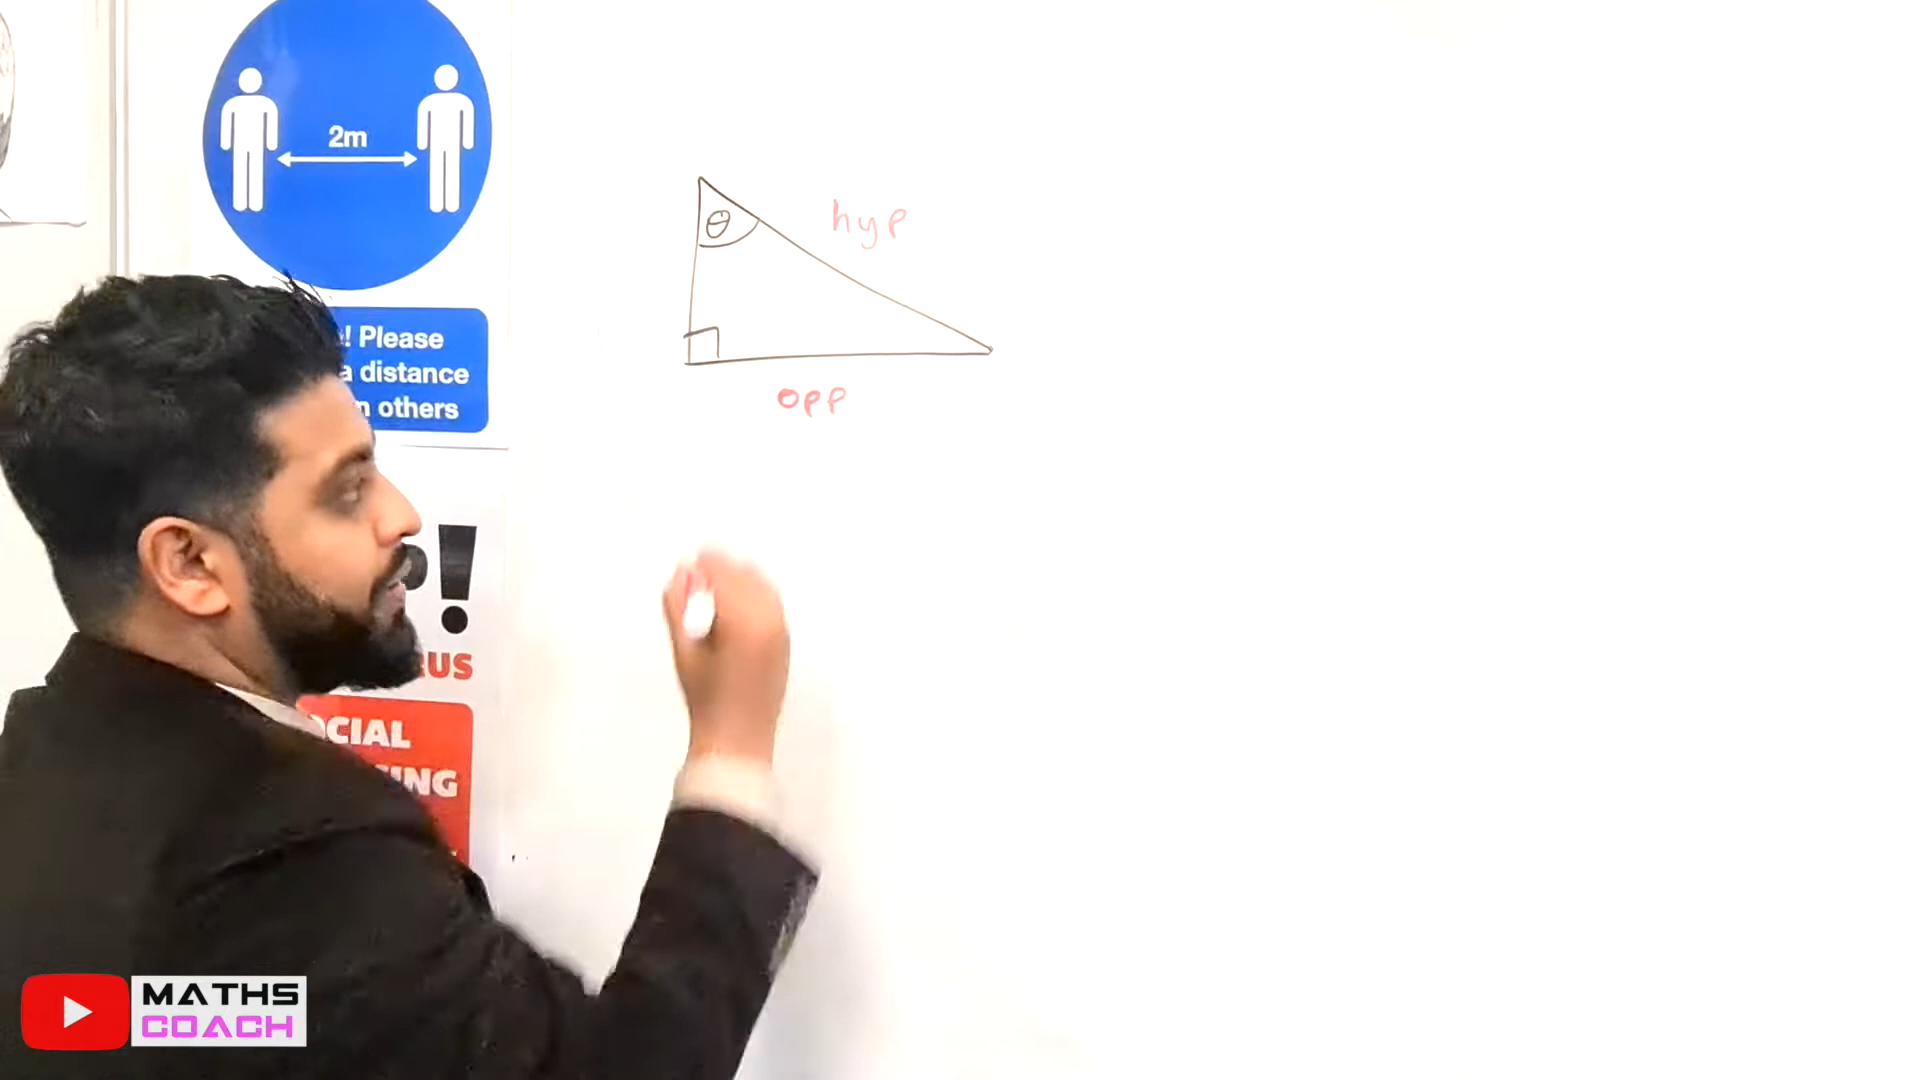 2m
! Please
a distance
n others
P!
RUS
OCIAL
ING
θ
hyp
opp
MATHS
COACH